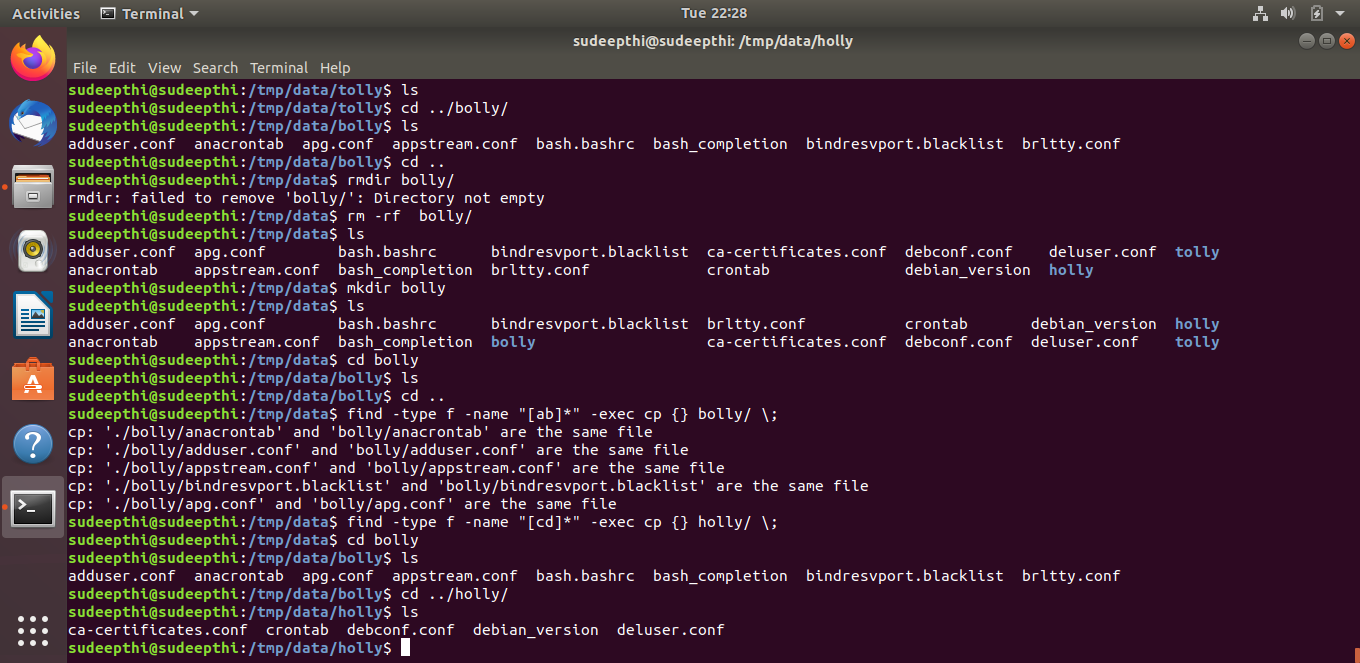 Activities Terminal Tue 22:28
sudeepthi@sudeepthi: /tmp/data/holly
File Edit View Search Terminal Help
sudeepthi@sudeepthi:/tmp/data/tolly$ ls
sudeepthi@sudeepthi:/tmp/data/tolly$ cd ../bolly/
sudeepthi@sudeepthi:/tmp/data/bolly$ ls
adduser.conf  anacrontab  apg.conf  appstream.conf  bash.bashrc  bash_completion  bindresvport.blacklist  brltty.conf
sudeepthi@sudeepthi:/tmp/data/bolly$ cd ..
sudeepthi@sudeepthi:/tmp/data$ rmdir bolly/
rmdir: failed to remove 'bolly/': Directory not empty
sudeepthi@sudeepthi:/tmp/data$ rm -rf  bolly/
sudeepthi@sudeepthi:/tmp/data$ ls
adduser.conf  apg.conf        bash.bashrc      bindresvport.blacklist  ca-certificates.conf  debconf.conf    deluser.conf  tolly
anacrontab    appstream.conf  bash_completion  brltty.conf             crontab               debian_version  holly
sudeepthi@sudeepthi:/tmp/data$ mkdir bolly
sudeepthi@sudeepthi:/tmp/data$ ls
adduser.conf  apg.conf        bash.bashrc      bindresvport.blacklist  brltty.conf           crontab       debian_version  holly
anacrontab    appstream.conf  bash_completion  bolly                   ca-certificates.conf  debconf.conf  deluser.conf    tolly
sudeepthi@sudeepthi:/tmp/data$ cd bolly
sudeepthi@sudeepthi:/tmp/data/bolly$ ls
sudeepthi@sudeepthi:/tmp/data/bolly$ cd ..
sudeepthi@sudeepthi:/tmp/data$ find -type f -name "[ab]*" -exec cp {} bolly/ \;
cp: './bolly/anacrontab' and 'bolly/anacrontab' are the same file
cp: './bolly/adduser.conf' and 'bolly/adduser.conf' are the same file
cp: './bolly/appstream.conf' and 'bolly/appstream.conf' are the same file
cp: './bolly/bindresvport.blacklist' and 'bolly/bindresvport.blacklist' are the same file
cp: './bolly/apg.conf' and 'bolly/apg.conf' are the same file
sudeepthi@sudeepthi:/tmp/data$ find -type f -name "[cd]*" -exec cp {} holly/ \;
sudeepthi@sudeepthi:/tmp/data$ cd bolly
sudeepthi@sudeepthi:/tmp/data/bolly$ ls
adduser.conf  anacrontab  apg.conf  appstream.conf  bash.bashrc  bash_completion  bindresvport.blacklist  brltty.conf
sudeepthi@sudeepthi:/tmp/data/bolly$ cd ../holly/
sudeepthi@sudeepthi:/tmp/data/holly$ ls
ca-certificates.conf  crontab  debconf.conf  debian_version  deluser.conf
sudeepthi@sudeepthi:/tmp/data/holly$